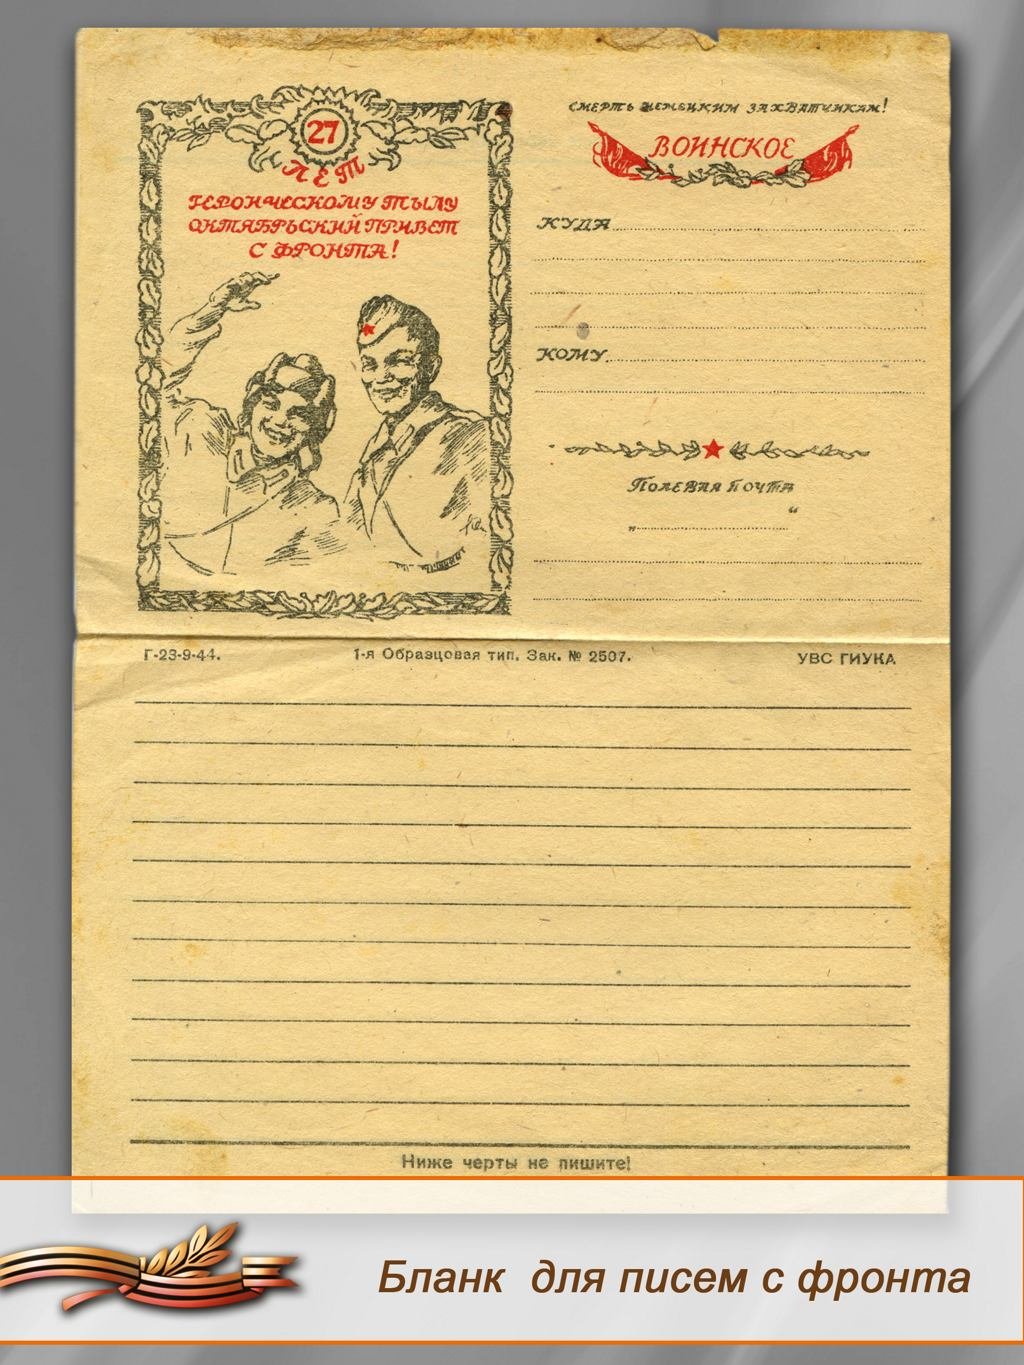 27
ЛЕТ
ГЕРОИЧЕСКОМУ ТЫЛУ
ОКТЯБРЬСКИЙ ПРИВЕТ
С ФРОНТА!
СМЕРТЬ НЕМЕЦКИМ ЗАХВАТЧИКАМ!
ВОИНСКОЕ
КУДА
КОМУ
ПОЛЕВАЯ ПОЧТА
„ “
Г-23-9-44. 1-я Образцовая тип. Зак. № 2507. УВС ГИУКА
Ниже черты не пишите!
Бланк для писем с фронта